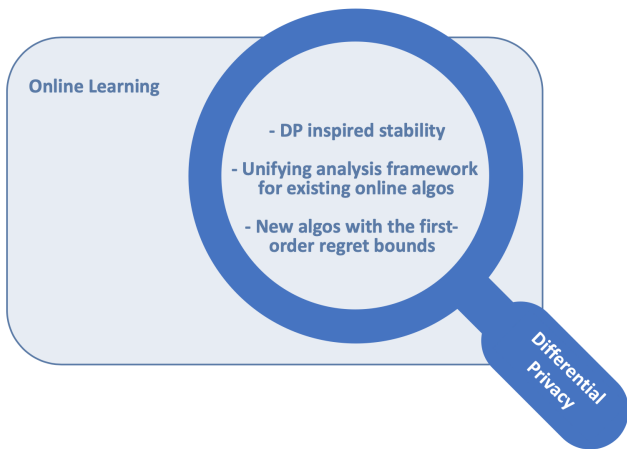 Online Learning
- DP inspired stability
- Unifying analysis framework
for existing online algos
- New algos with the first-
order regret bounds
Differential
Privacy